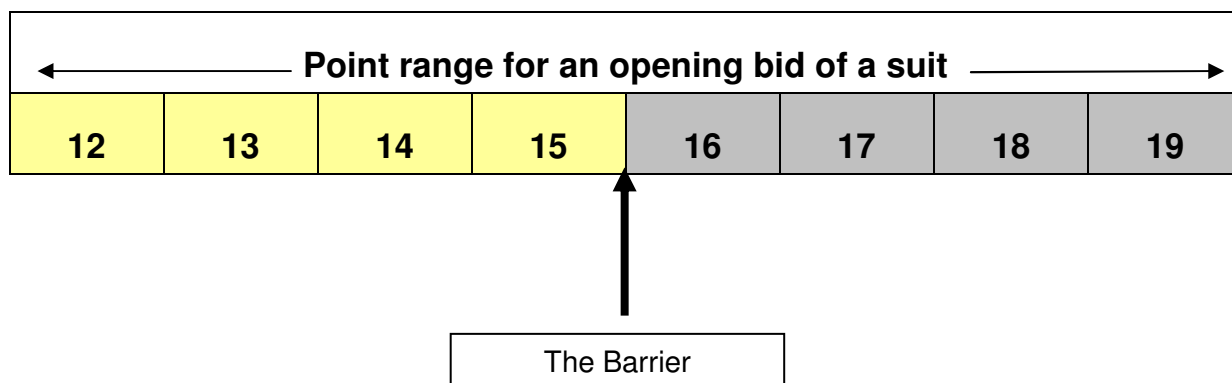 Point range for an opening bid of a suit
12 13 14 15 16 17 18 19
The Barrier